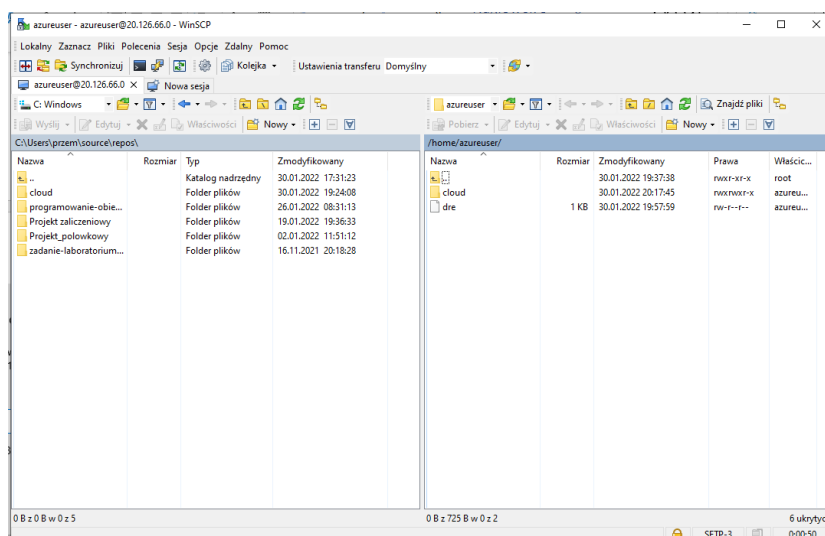 azureuser - azureuser@20.126.66.0 - WinSCP
Lokalny Zaznacz Pliki Polecenia Sesja Opcje Zdalny Pomoc
Synchronizuj Kolejka Ustawienia transferu Domyślny
azureuser@20.126.66.0 × Nowa sesja
C: Windows
azureuser Znajdź pliki
Wyślij Edytuj Właściwości Nowy
Pobierz Edytuj Właściwości Nowy
C:\Users\przem\source\repos\
/home/azureuser/
Nazwa Rozmiar Typ Zmodyfikowany
.. Katalog nadrzędny 30.01.2022 17:31:23
cloud Folder plików 30.01.2022 19:24:08
programowanie-obie... Folder plików 26.01.2022 08:31:13
Projekt zaliczeniowy Folder plików 19.01.2022 19:36:33
Projekt_polowkowy Folder plików 02.01.2022 11:51:12
zadanie-laboratorium... Folder plików 16.11.2021 20:18:28
Nazwa Rozmiar Zmodyfikowany Prawa Właścic...
.. 30.01.2022 19:37:38 rwxr-xr-x root
cloud 30.01.2022 20:17:45 rwxrwxr-x azureu...
dre 1 KB 30.01.2022 19:57:59 rw-r--r-- azureu...
0 B z 0 B w 0 z 5
0 B z 725 B w 0 z 2
6 ukrytyc
SFTP-3 0:00:50